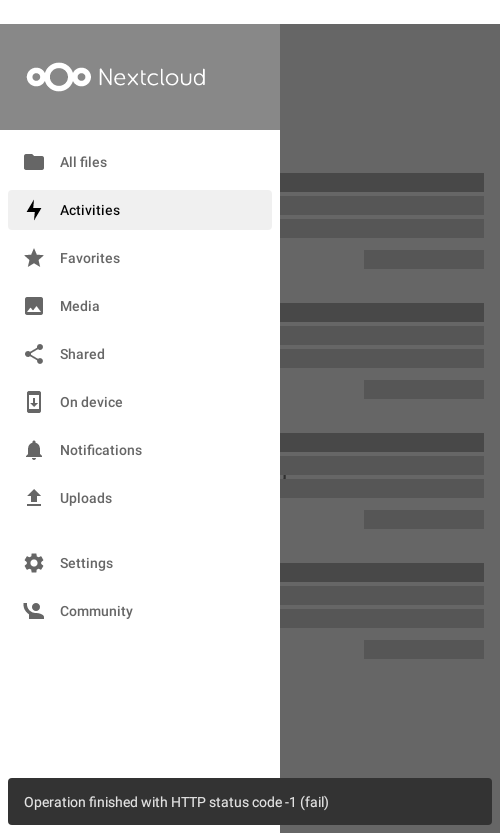 Nextcloud
All files
Activities
Favorites
Media
Shared
On device
Notifications
Uploads
Settings
Community
Operation finished with HTTP status code -1 (fail)